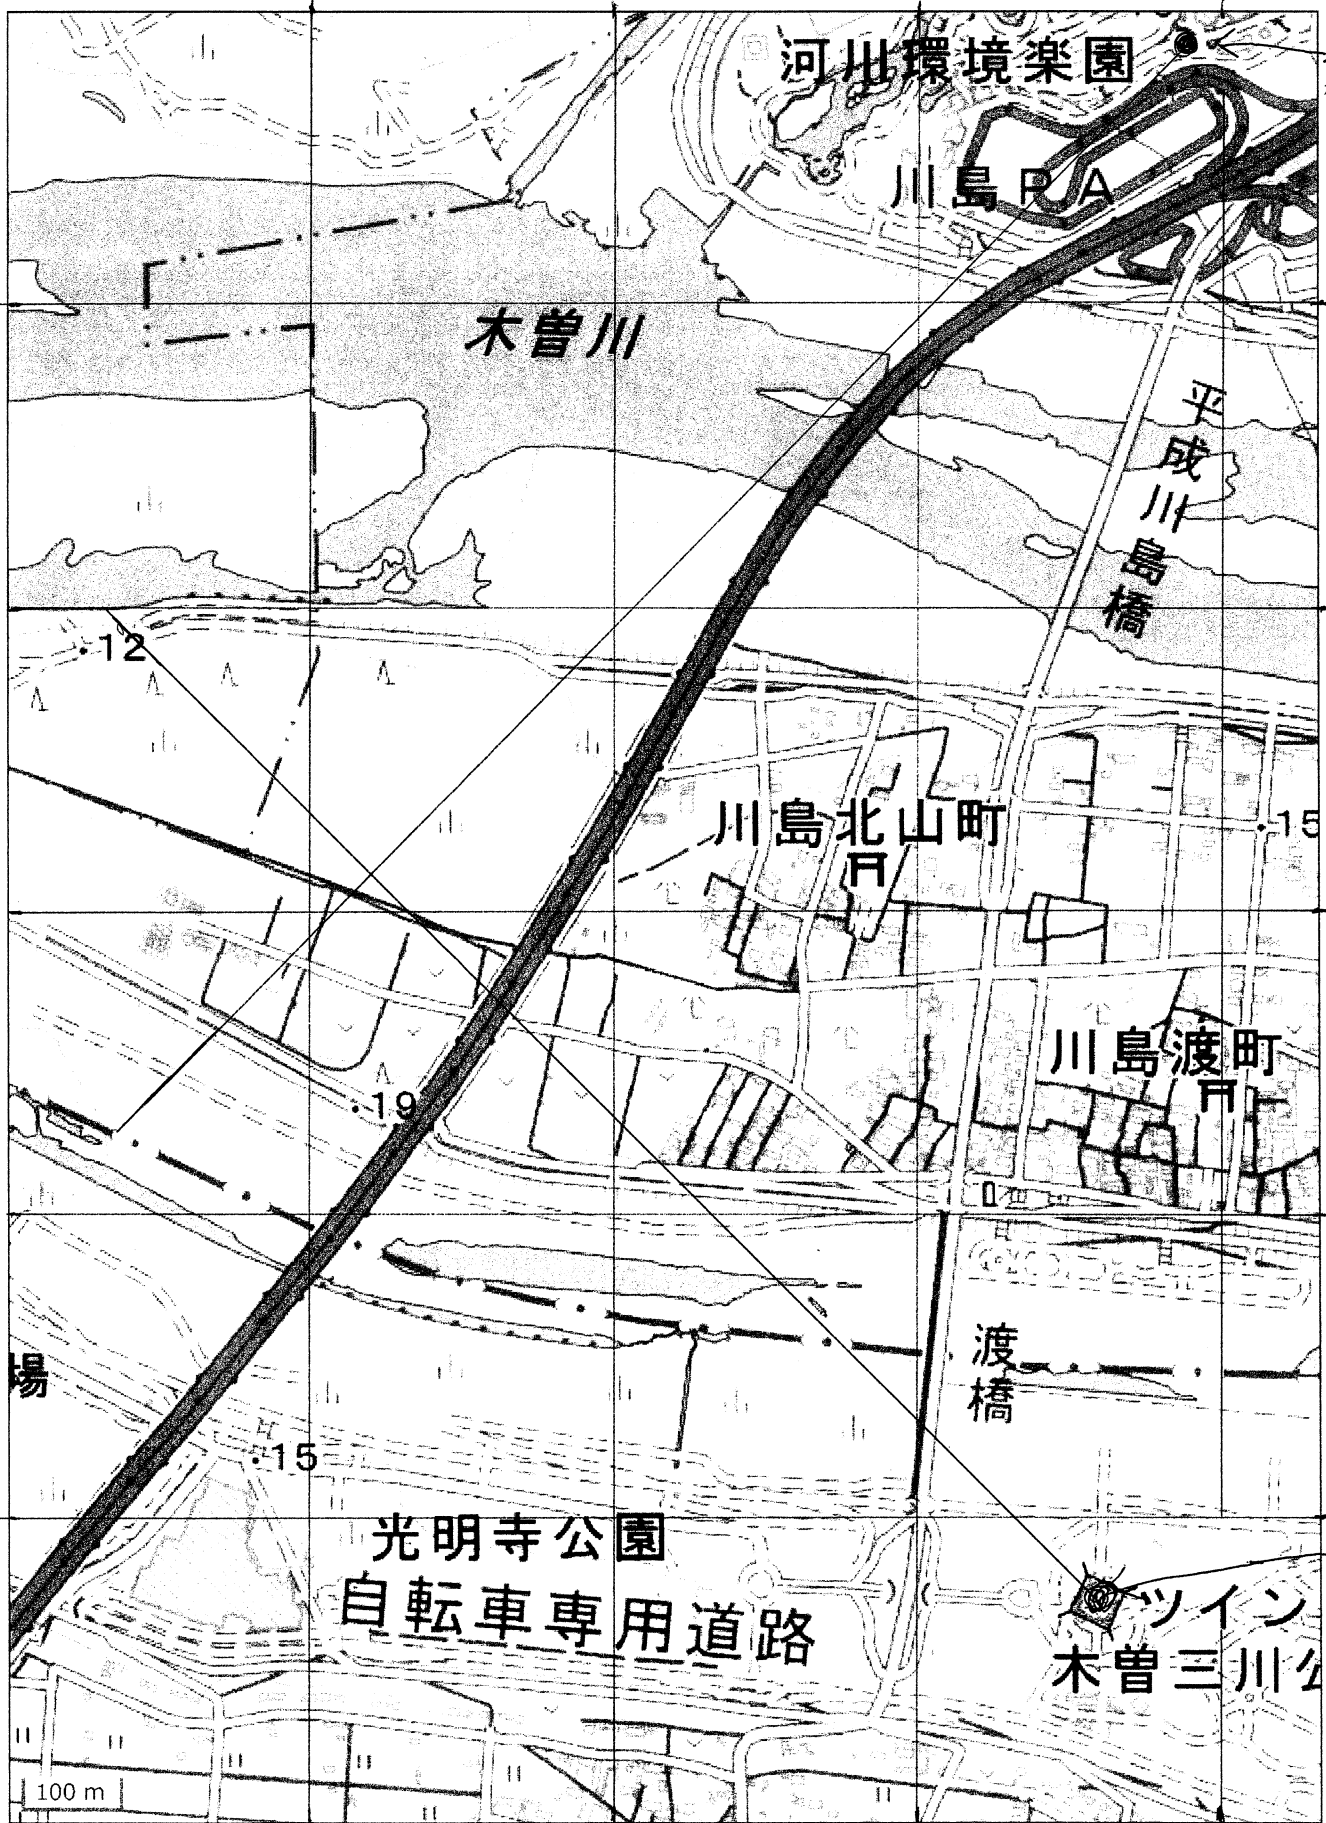 河川環境楽園
川島PA
木曽川
平成川島橋
12
川島北山町
15
川島渡町
19
渡橋
場
15
光明寺公園
自転車専用道路
ツイン
木曽三川公
100 m